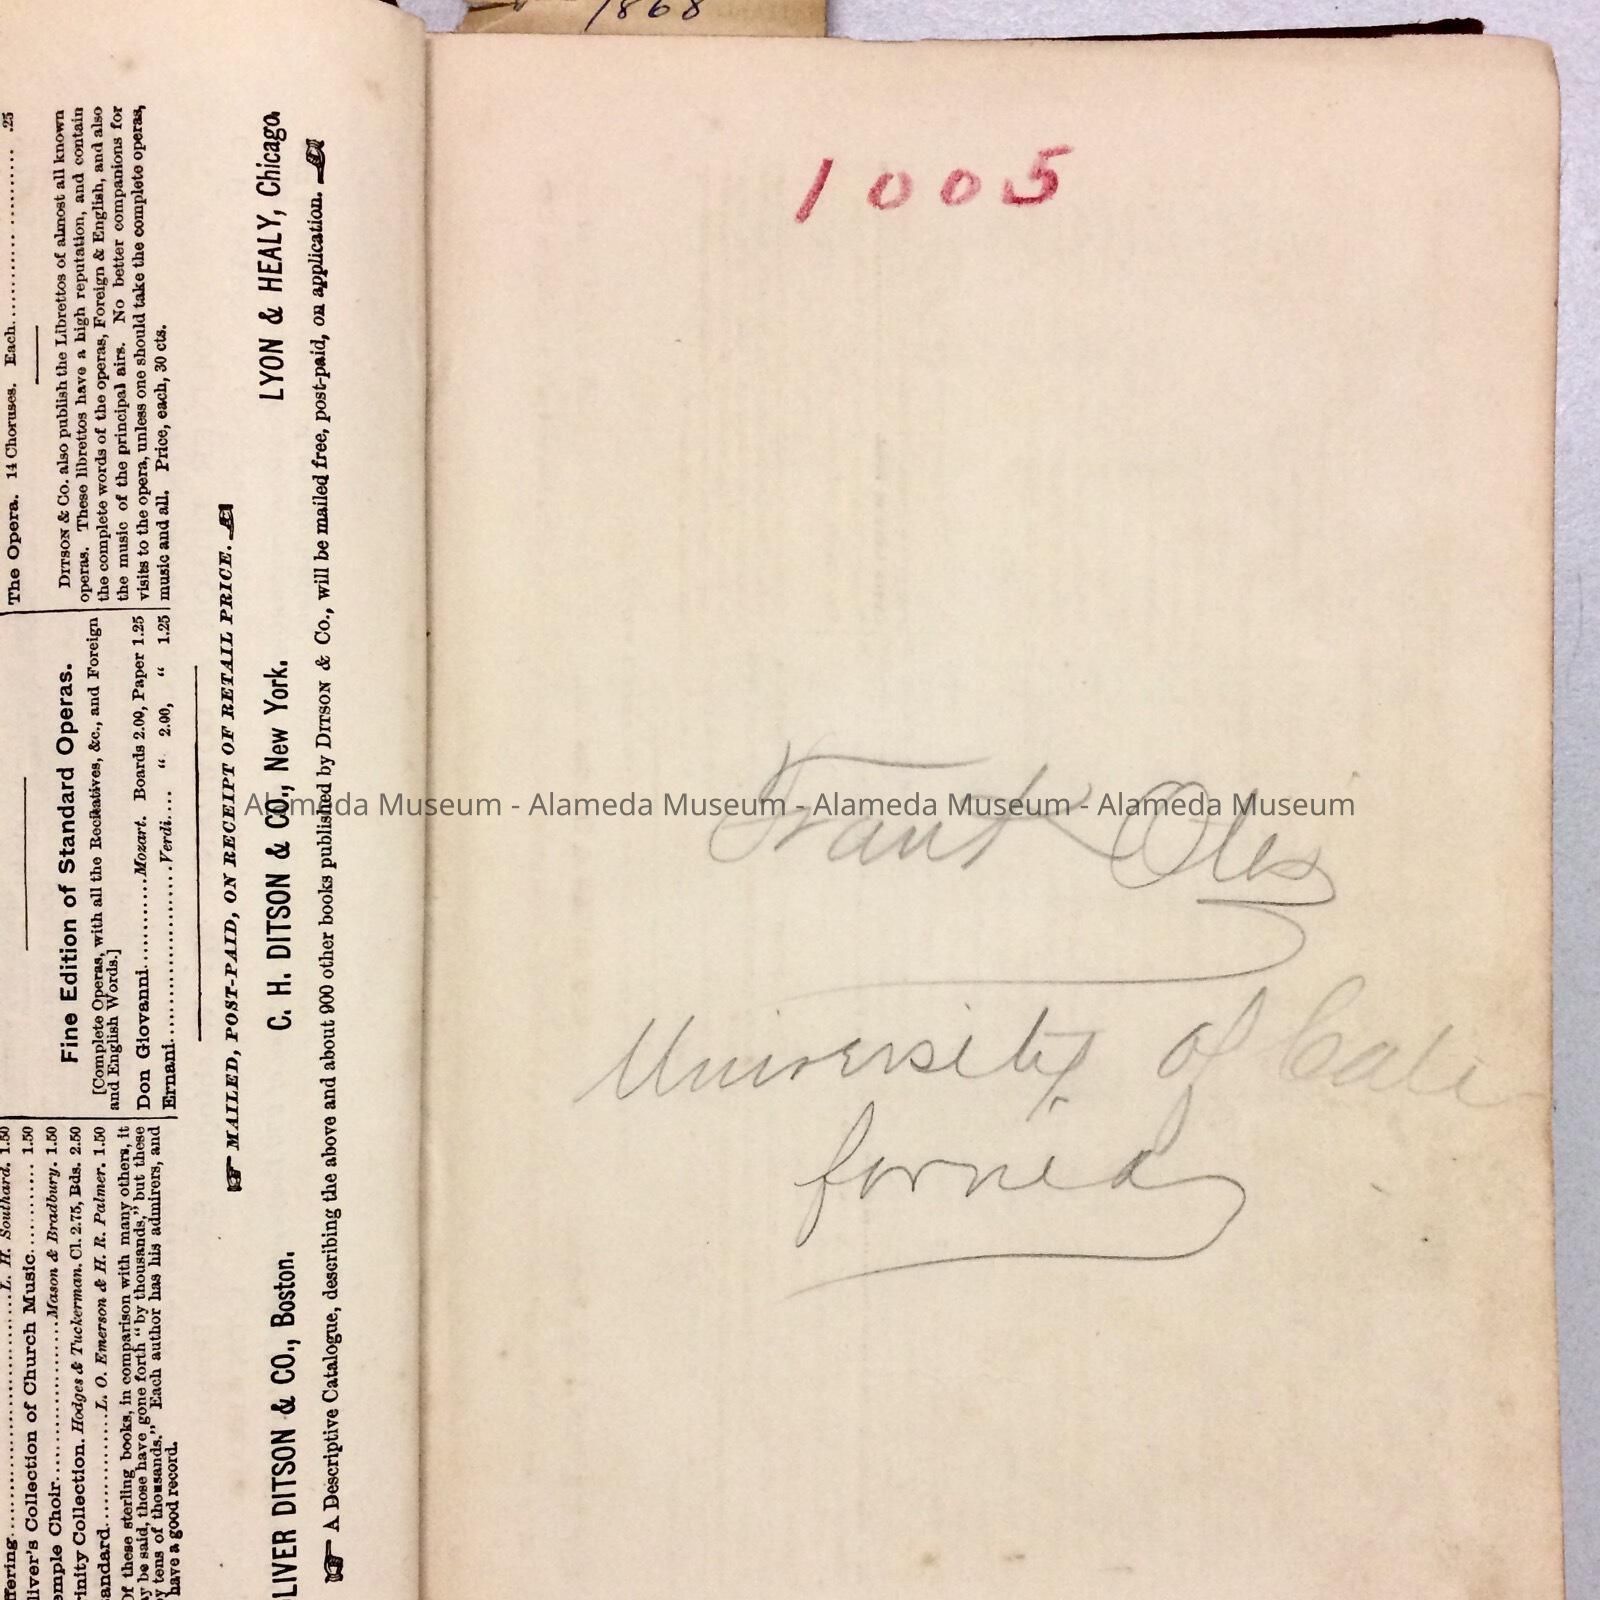 1868
1005
Frank Otis
University of Cali
fornia
Alameda Museum - Alameda Museum - Alameda Museum - Alameda Museum
L. H. Southard. 1.50
liver's Collection of Church Music........ 1.50
emple Choir................Mason & Bradbury. 1.50
rinity Collection. Hodges & Tuckerman. Cl. 2.75, Bds. 2.50
andard............L. O. Emerson & H. R. Palmer. 1.50
Of these sterling books, in comparison with many others, it
ay be said, those have gone forth "by thousands," but these
y tens of thousands." Each author has his admirers, and
have a good record.
Fine Edition of Standard Operas.
[Complete Operas, with all the Recitatives, &c., and Foreign
and English Words.]
Don Giovanni..........Mozart. Boards 2.00, Paper 1.25
Ernani....................Verdi.... " 2.00, " 1.25
The Opera. 14 Choruses. Each.................. .25
DITSON & Co. also publish the Librettos of almost all known
operas. These librettos have a high reputation, and contain
the complete words of the operas, Foreign & English, and also
the music of the principal airs. No better companions for
visits to the opera, unless one should take the complete operas,
music and all. Price, each, 30 cts.
MAILED, POST-PAID, ON RECEIPT OF RETAIL PRICE.
LIVER DITSON & CO., Boston. C. H. DITSON & CO., New York. LYON & HEALY, Chicago.
A Descriptive Catalogue, describing the above and about 900 other books published by DITSON & Co., will be mailed free, post-paid, on application.